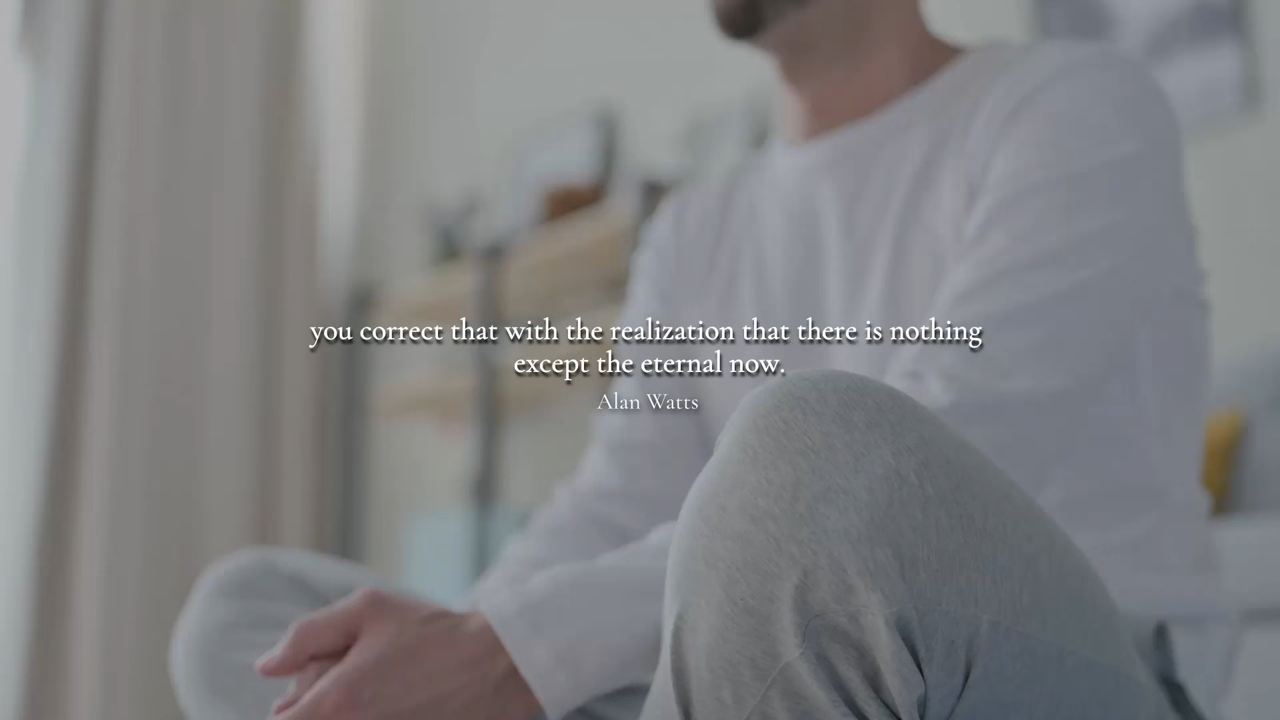 you correct that with the realization that there is nothing
except the eternal now.
Alan Watts